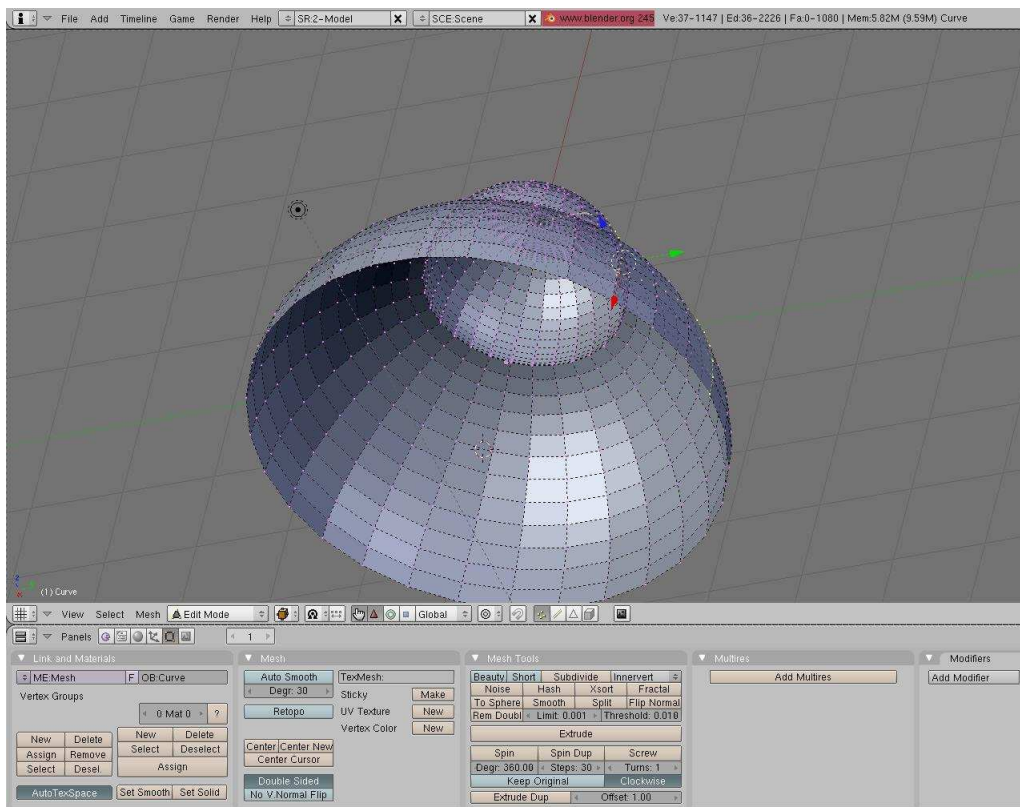 File Add Timeline Game Render Help SR:2-Model X SCE:Scene X www.blender.org 245 Ve:37-1147 | Ed:36-2226 | Fa:0-1080 | Mem:5.82M (9.59M) Curve
z
x
(1) Curve
View Select Mesh Edit Mode Global
Panels 1
Link and Materials
ME:Mesh F OB:Curve
Vertex Groups
0 Mat 0 ?
New Delete New Delete
Assign Remove Select Deselect
Select Desel. Assign
AutoTexSpace Set Smooth Set Solid
Mesh
Auto Smooth TexMesh:
Degr: 30 Sticky Make
Retopo UV Texture New
Vertex Color New
Center Center New
Center Cursor
Double Sided
No V.Normal Flip
Mesh Tools
Beauty Short Subdivide Innervert
Noise Hash Xsort Fractal
To Sphere Smooth Split Flip Normal
Rem Doubl Limit: 0.001 Threshold: 0.010
Extrude
Spin Spin Dup Screw
Degr: 360.00 Steps: 30 Turns: 1
Keep Original Clockwise
Extrude Dup Offset: 1.00
Multires
Add Multires
Modifiers
Add Modifier